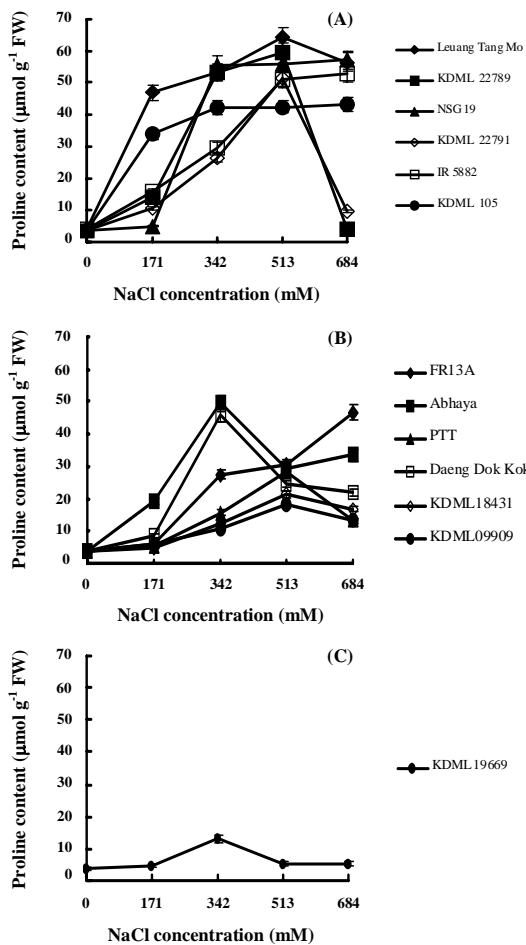 (A)
Proline content (µmol g-1 FW)
70
60
50
40
30
20
10
0
0 171 342 513 684
NaCl concentration (mM)
Leuang Tang Mo
KDML 22789
NSG19
KDML 22791
IR 5882
KDML 105
(B)
Proline content (µmol g-1 FW)
70
60
50
40
30
20
10
0
0 171 342 513 684
NaCl concentration (mM)
FR13A
Abhaya
PTT
Daeng Dok Kok
KDML18431
KDML09909
(C)
Proline content (µmol g-1 FW)
70
60
50
40
30
20
10
0
0 171 342 513 684
NaCl concentration (mM)
KDML19669